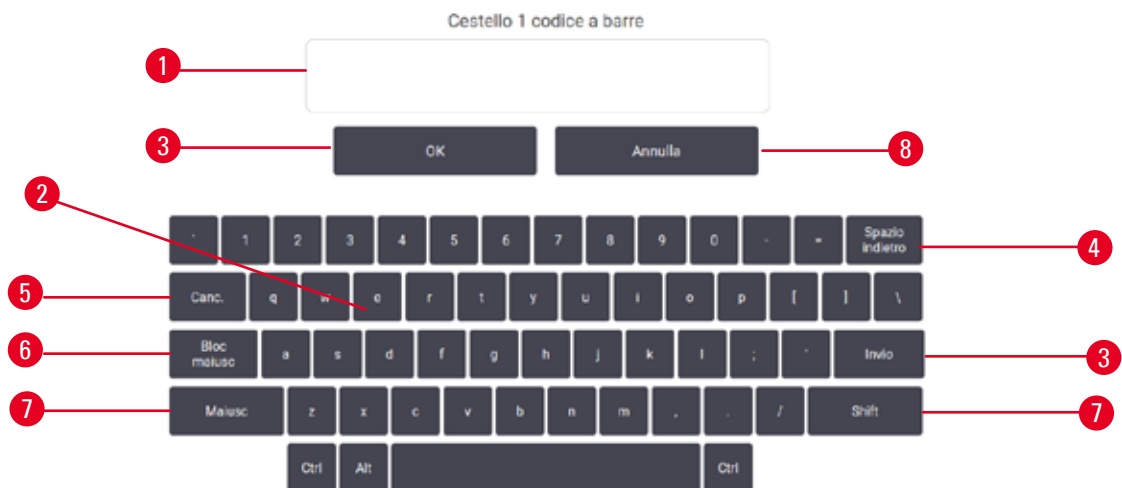 Cestello 1 codice a barre
1
3 OK Annulla 8
2
` 1 2 3 4 5 6 7 8 9 0 - = Spazio indietro 4
5 Canc. q w e r t y u i o p [ ] \
6 Bloc maiusc a s d f g h j k l ; ' Invio 3
7 Maiusc z x c v b n m , . / Shift 7
Ctrl Alt Ctrl